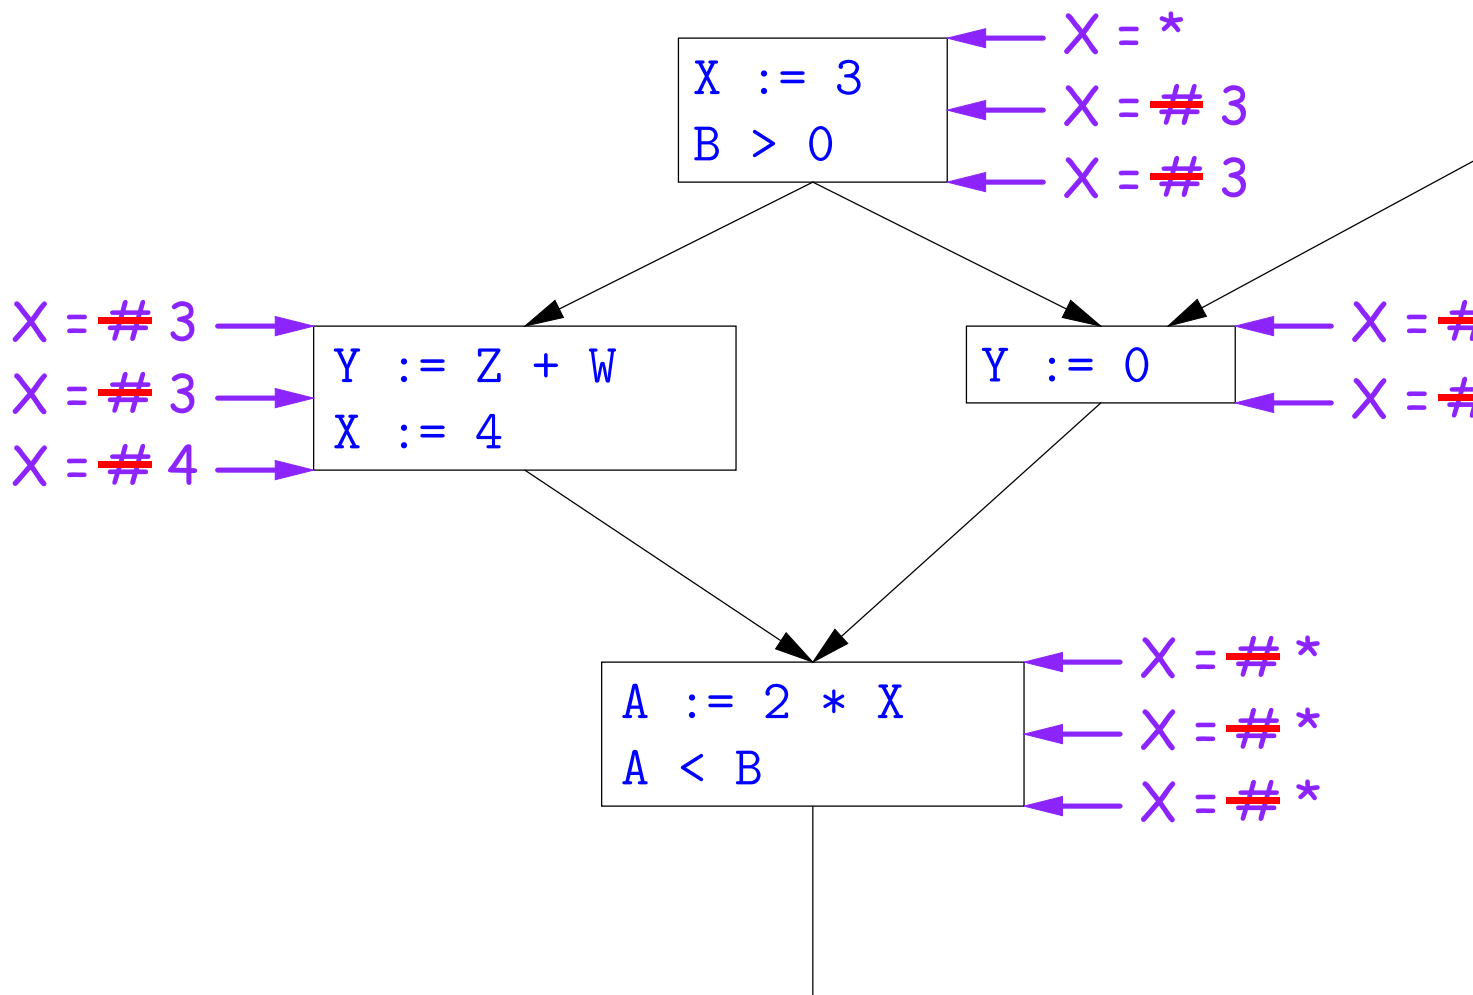 X = *
X := 3
X = # 3
B > 0
X = # 3
X = # 3
Y := Z + W
X = # 3
X := 4
X = # 4
Y := 0
X = #
X = #
X = # *
A := 2 * X
X = # *
A < B
X = # *